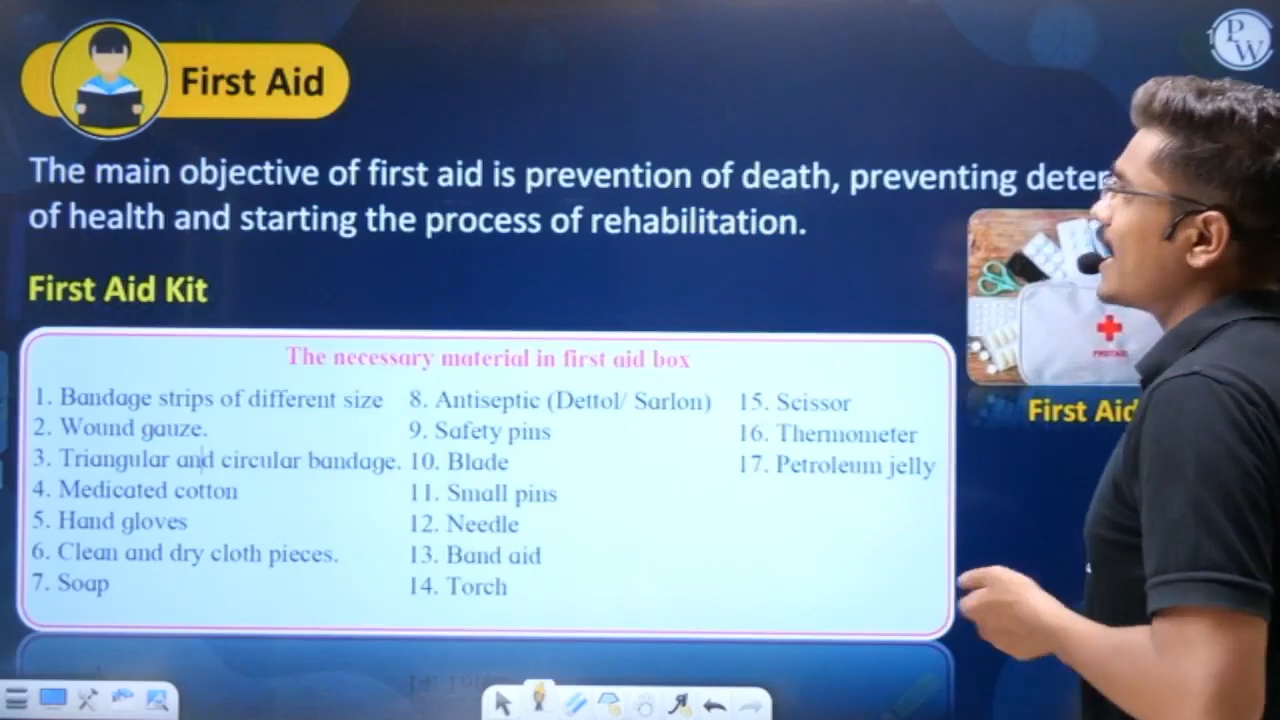 PW
First Aid
The main objective of first aid is prevention of death, preventing
of health and starting the process of rehabilitation.
First Aid Kit
The necessary material in first aid box
1. Bandage strips of different size
2. Wound gauze.
3. Triangular and circular bandage.
4. Medicated cotton
5. Hand gloves
6. Clean and dry cloth pieces.
7. Soap
8. Antiseptic (Dettol/ Sarlon)
9. Safety pins
10. Blade
11. Small pins
12. Needle
13. Band aid
14. Torch
15. Scissor
16. Thermometer
17. Petroleum jelly
First Aid